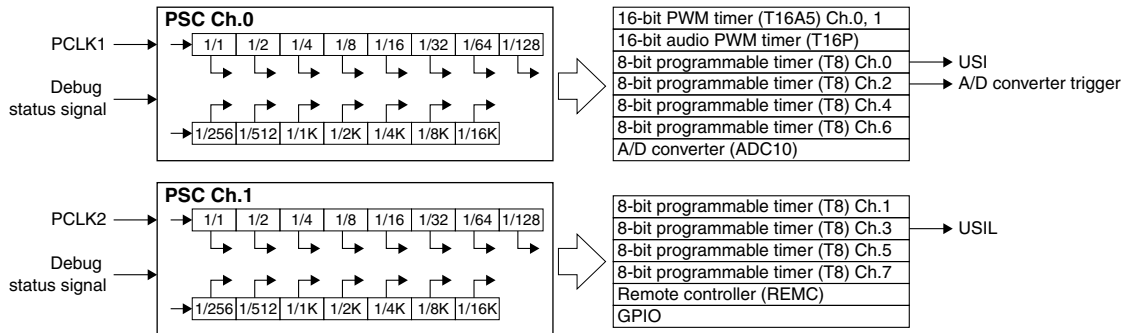 PSC Ch.0
PCLK1
1/1 1/2 1/4 1/8 1/16 1/32 1/64 1/128
Debug
status signal
1/256 1/512 1/1K 1/2K 1/4K 1/8K 1/16K
16-bit PWM timer (T16A5) Ch.0, 1
16-bit audio PWM timer (T16P)
8-bit programmable timer (T8) Ch.0
USI
8-bit programmable timer (T8) Ch.2
A/D converter trigger
8-bit programmable timer (T8) Ch.4
8-bit programmable timer (T8) Ch.6
A/D converter (ADC10)
PSC Ch.1
PCLK2
1/1 1/2 1/4 1/8 1/16 1/32 1/64 1/128
Debug
status signal
1/256 1/512 1/1K 1/2K 1/4K 1/8K 1/16K
8-bit programmable timer (T8) Ch.1
8-bit programmable timer (T8) Ch.3
USIL
8-bit programmable timer (T8) Ch.5
8-bit programmable timer (T8) Ch.7
Remote controller (REMC)
GPIO